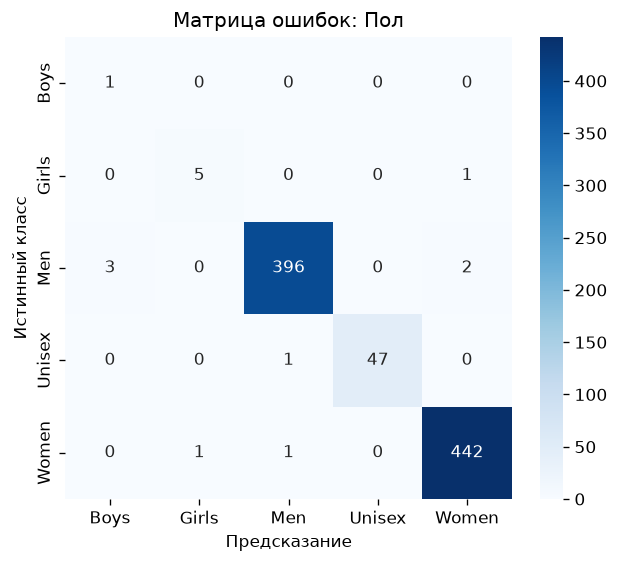 Матрица ошибок: Пол
Истинный класс
Boys 1 0 0 0 0
Girls 0 5 0 0 1
Men 3 0 396 0 2
Unisex 0 0 1 47 0
Women 0 1 1 0 442
Boys Girls Men Unisex Women
Предсказание
400
350
300
250
200
150
100
50
0